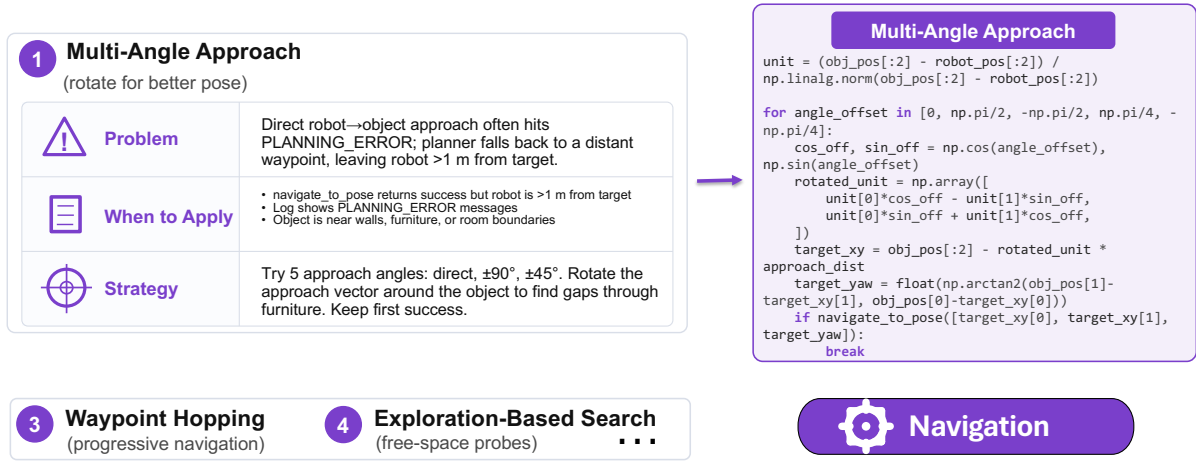 1 Multi-Angle Approach
(rotate for better pose)
Problem
Direct robot→object approach often hits
PLANNING_ERROR; planner falls back to a distant
waypoint, leaving robot >1 m from target.
When to Apply
• navigate_to_pose returns success but robot is >1 m from target
• Log shows PLANNING_ERROR messages
• Object is near walls, furniture, or room boundaries
Strategy
Try 5 approach angles: direct, ±90°, ±45°. Rotate the
approach vector around the object to find gaps through
furniture. Keep first success.
Multi-Angle Approach
unit = (obj_pos[:2] - robot_pos[:2]) /
np.linalg.norm(obj_pos[:2] - robot_pos[:2])
for angle_offset in [0, np.pi/2, -np.pi/2, np.pi/4, -
np.pi/4]:
    cos_off, sin_off = np.cos(angle_offset),
np.sin(angle_offset)
    rotated_unit = np.array([
        unit[0]*cos_off - unit[1]*sin_off,
        unit[0]*sin_off + unit[1]*cos_off,
    ])
    target_xy = obj_pos[:2] - rotated_unit *
approach_dist
    target_yaw = float(np.arctan2(obj_pos[1]-
target_xy[1], obj_pos[0]-target_xy[0]))
    if navigate_to_pose([target_xy[0], target_xy[1],
target_yaw]):
        break
3 Waypoint Hopping
(progressive navigation)
4 Exploration-Based Search
(free-space probes)
...
Navigation